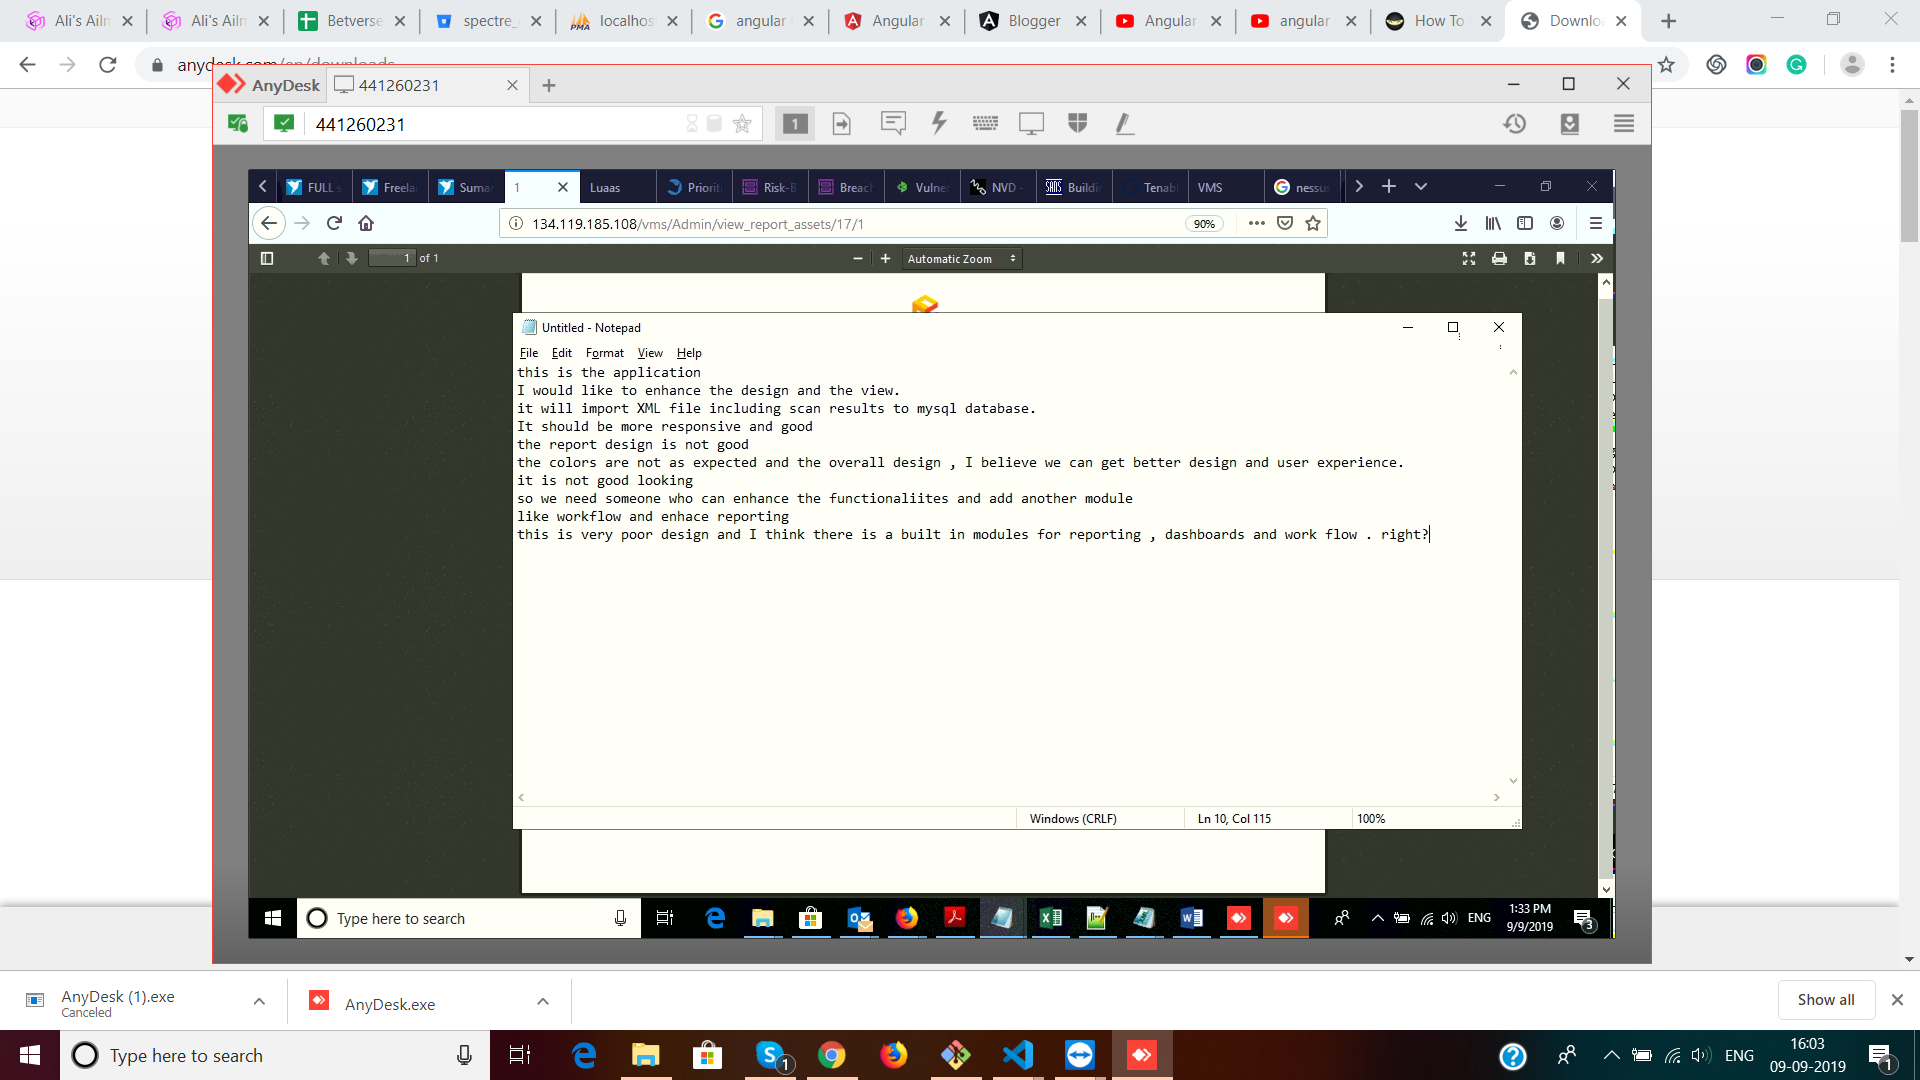 Ali's Ailm
Ali's Ailm
Betverse
spectre_
localhos
angular
Angular
Blogger
Angular
angular
How To
Downloa
anydesk.com/en/downloads
AnyDesk
441260231
441260231
1
FULL s
Freela
Sumar
1
Luaas
Priorit
Risk-B
Breach
Vulne
NVD -
Buildi
Tenabl
VMS
nessus
134.119.185.108/vms/Admin/view_report_assets/17/1
90%
1 of 1
Automatic Zoom
Untitled - Notepad
File Edit Format View Help
this is the application
I would like to enhance the design and the view.
it will import XML file including scan results to mysql database.
It should be more responsive and good
the report design is not good
the colors are not as expected and the overall design , I believe we can get better design and user experience.
it is not good looking
so we need someone who can enhance the functionaliites and add another module
like workflow and enhace reporting
this is very poor design and I think there is a built in modules for reporting , dashboards and work flow . right?
Windows (CRLF)
Ln 10, Col 115
100%
Type here to search
ENG
1:33 PM
9/9/2019
3
AnyDesk (1).exe
Canceled
AnyDesk.exe
Show all
Type here to search
1
ENG
16:03
09-09-2019
1